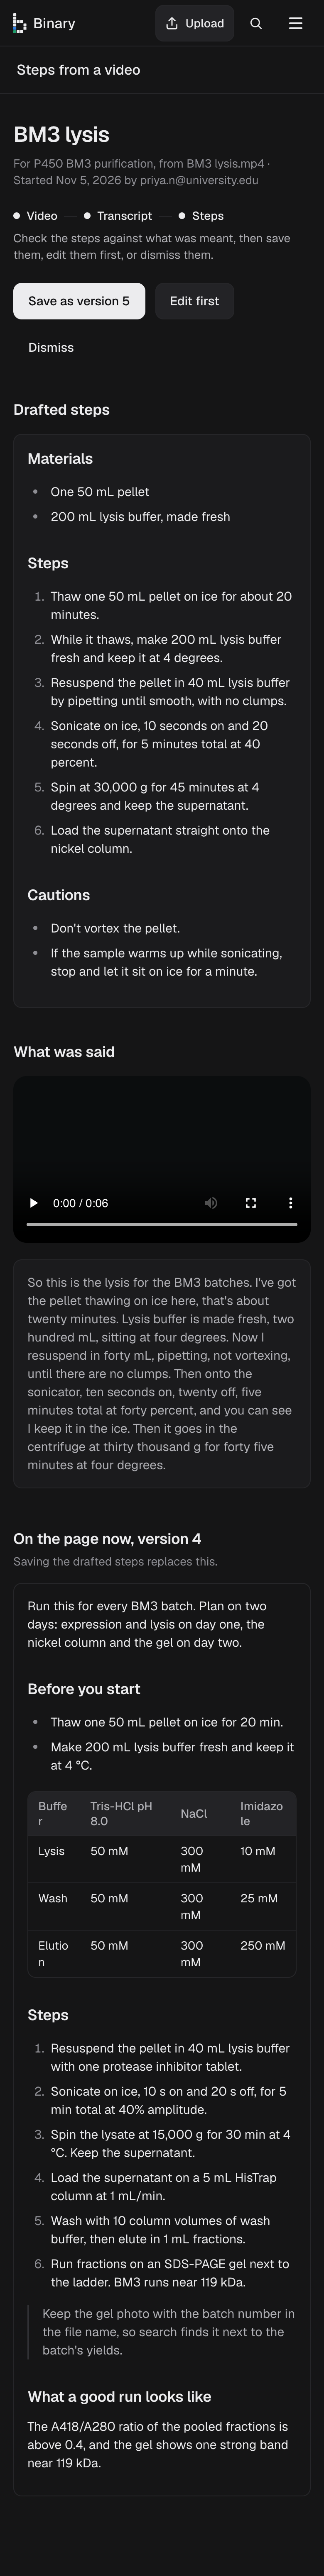 Binary
Upload
Steps from a video
BM3 lysis
For P450 BM3 purification, from BM3 lysis.mp4 ·
Started Nov 5, 2026 by priya.n@university.edu
Video
Transcript
Steps
Check the steps against what was meant, then save
them, edit them first, or dismiss them.
Save as version 5
Edit first
Dismiss
Drafted steps
Materials
• One 50 mL pellet
• 200 mL lysis buffer, made fresh
Steps
1. Thaw one 50 mL pellet on ice for about 20
minutes.
2. While it thaws, make 200 mL lysis buffer
fresh and keep it at 4 degrees.
3. Resuspend the pellet in 40 mL lysis buffer
by pipetting until smooth, with no clumps.
4. Sonicate on ice, 10 seconds on and 20
seconds off, for 5 minutes total at 40
percent.
5. Spin at 30,000 g for 45 minutes at 4
degrees and keep the supernatant.
6. Load the supernatant straight onto the
nickel column.
Cautions
• Don't vortex the pellet.
• If the sample warms up while sonicating,
stop and let it sit on ice for a minute.
What was said
0:00 / 0:06
So this is the lysis for the BM3 batches. I've got
the pellet thawing on ice here, that's about
twenty minutes. Lysis buffer is made fresh, two
hundred mL, sitting at four degrees. Now I
resuspend in forty mL, pipetting, not vortexing,
until there are no clumps. Then onto the
sonicator, ten seconds on, twenty off, five
minutes total at forty percent, and you can see
I keep it in the ice. Then it goes in the
centrifuge at thirty thousand g for forty five
minutes at four degrees.
On the page now, version 4
Saving the drafted steps replaces this.
Run this for every BM3 batch. Plan on two
days: expression and lysis on day one, the
nickel column and the gel on day two.
Before you start
• Thaw one 50 mL pellet on ice for 20 min.
• Make 200 mL lysis buffer fresh and keep it
at 4 °C.
Buffe
r
Tris-HCl pH
8.0
NaCl
Imidazo
le
Lysis
50 mM
300
mM
10 mM
Wash
50 mM
300
mM
25 mM
Elutio
n
50 mM
300
mM
250 mM
Steps
1. Resuspend the pellet in 40 mL lysis buffer
with one protease inhibitor tablet.
2. Sonicate on ice, 10 s on and 20 s off, for 5
min total at 40% amplitude.
3. Spin the lysate at 15,000 g for 30 min at 4
°C. Keep the supernatant.
4. Load the supernatant on a 5 mL HisTrap
column at 1 mL/min.
5. Wash with 10 column volumes of wash
buffer, then elute in 1 mL fractions.
6. Run fractions on an SDS-PAGE gel next to
the ladder. BM3 runs near 119 kDa.
Keep the gel photo with the batch number in
the file name, so search finds it next to the
batch's yields.
What a good run looks like
The A418/A280 ratio of the pooled fractions is
above 0.4, and the gel shows one strong band
near 119 kDa.